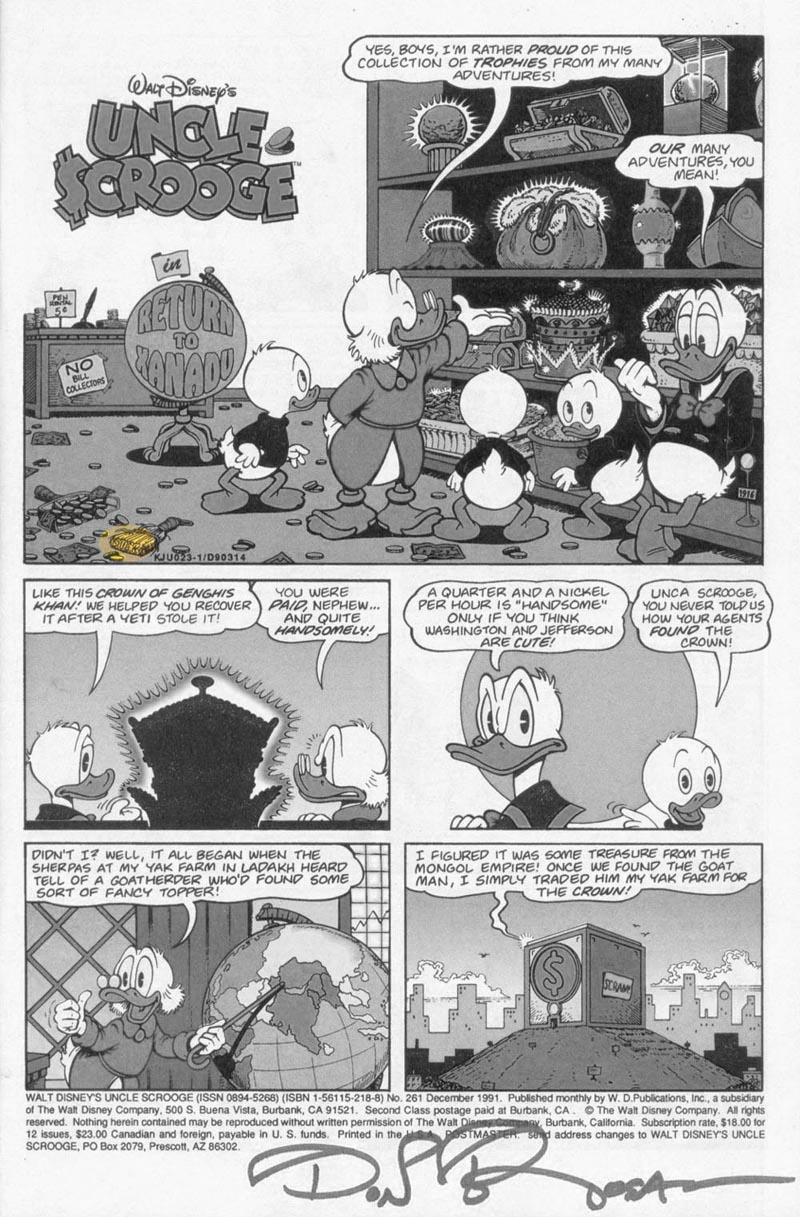 WALT DISNEY'S
UNCLE
$CROOGE™
in
RETURN
TO
XANADU
YES, BOYS, I'M RATHER PROUD OF THIS
COLLECTION OF TROPHIES FROM MY MANY
ADVENTURES!
OUR MANY
ADVENTURES, YOU
MEAN!
PEN
RENTAL
5¢
NO
BILL
COLLECTORS
1916
KJU023-1/D90314
LIKE THIS CROWN OF GENGHIS
KHAN! WE HELPED YOU RECOVER
IT AFTER A YETI STOLE IT!
YOU WERE
PAID, NEPHEW...
AND QUITE
HANDSOMELY!
A QUARTER AND A NICKEL
PER HOUR IS "HANDSOME"
ONLY IF YOU THINK
WASHINGTON AND JEFFERSON
ARE CUTE!
UNCA SCROOGE,
YOU NEVER TOLD US
HOW YOUR AGENTS
FOUND THE
CROWN!
DIDN'T I? WELL, IT ALL BEGAN WHEN THE
SHERPAS AT MY YAK FARM IN LADAKH HEARD
TELL OF A GOATHERDER WHO'D FOUND SOME
SORT OF FANCY TOPPER!
I FIGURED IT WAS SOME TREASURE FROM THE
MONGOL EMPIRE! ONCE WE FOUND THE GOAT
MAN, I SIMPLY TRADED HIM MY YAK FARM FOR
THE CROWN!
$
SCRAM!
WALT DISNEY'S UNCLE SCROOGE (ISSN 0894-5268) (ISBN 1-56115-218-8) No. 261 December 1991. Published monthly by W. D.Publications, Inc., a subsidiary
of The Walt Disney Company, 500 S. Buena Vista, Burbank, CA 91521. Second Class postage paid at Burbank, CA . © The Walt Disney Company. All rights
reserved. Nothing herein contained may be reproduced without written permission of The Walt Disney Company, Burbank, California. Subscription rate, $18.00 for
12 issues, $23.00 Canadian and foreign, payable in U. S. funds. Printed in the U.S.A. POSTMASTER: send address changes to WALT DISNEY'S UNCLE
SCROOGE, PO Box 2079, Prescott, AZ 86302.
Don Rosa